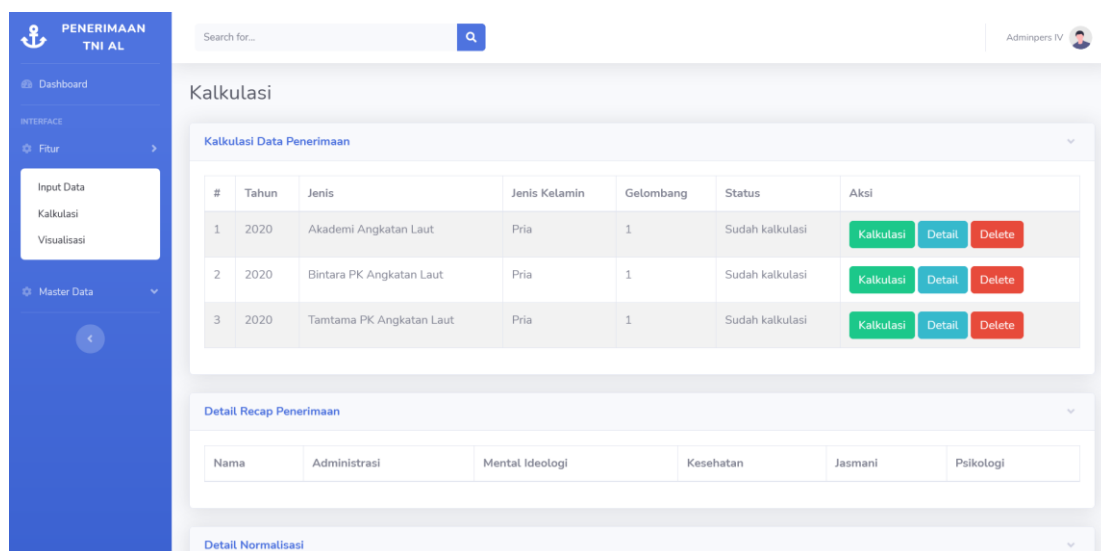 PENERIMAAN
TNI AL
Search for...
Adminpers IV
Dashboard
INTERFACE
Fitur
Input Data
Kalkulasi
Visualisasi
Master Data
Kalkulasi
Kalkulasi Data Penerimaan
# Tahun Jenis Jenis Kelamin Gelombang Status Aksi
1 2020 Akademi Angkatan Laut Pria 1 Sudah kalkulasi Kalkulasi Detail Delete
2 2020 Bintara PK Angkatan Laut Pria 1 Sudah kalkulasi Kalkulasi Detail Delete
3 2020 Tamtama PK Angkatan Laut Pria 1 Sudah kalkulasi Kalkulasi Detail Delete
Detail Recap Penerimaan
Nama Administrasi Mental Ideologi Kesehatan Jasmani Psikologi
Detail Normalisasi